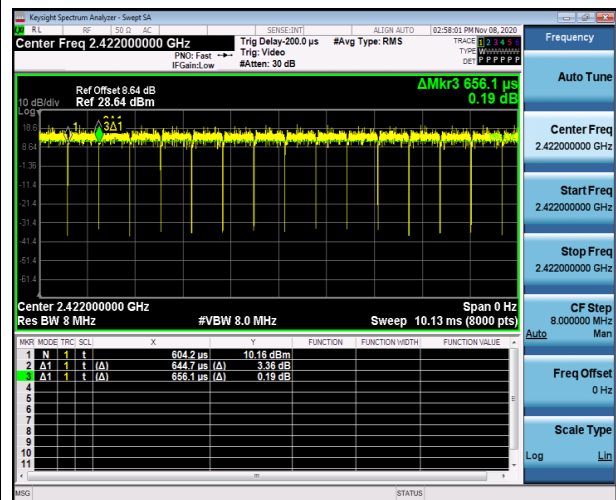 Keysight Spectrum Analyzer - Swept SA
RL RF 50 Ω AC SENSE:INT ALIGN AUTO 02:58:01 PM Nov 08, 2020
Center Freq 2.422000000 GHz
PNO: Fast
IFGain:Low
Trig Delay-200.0 µs
Trig: Video
#Atten: 30 dB
#Avg Type: RMS
TRACE 1 2 3 4 5 6
TYPE WWWWWW
DET P P P P P P
Frequency
Auto Tune
Center Freq
2.422000000 GHz
Start Freq
2.422000000 GHz
Stop Freq
2.422000000 GHz
CF Step
8.000000 MHz
Auto Man
Freq Offset
0 Hz
Scale Type
Log Lin
Ref Offset 8.64 dB
Ref 28.64 dBm
10 dB/div
Log
ΔMkr3 656.1 µs
0.19 dB
18.6
8.64
-1.36
-11.4
-21.4
-31.4
-41.4
-51.4
-61.4
1
3Δ1
Center 2.422000000 GHz Span 0 Hz
Res BW 8 MHz #VBW 8.0 MHz Sweep 10.13 ms (8000 pts)
MKR MODE TRC SCL X Y FUNCTION FUNCTION WIDTH FUNCTION VALUE
1 N 1 t 604.2 µs 10.16 dBm
2 Δ1 1 t (Δ) 644.7 µs (Δ) 3.36 dB
3 Δ1 1 t (Δ) 656.1 µs (Δ) 0.19 dB
4
5
6
7
8
9
10
11
MSG STATUS